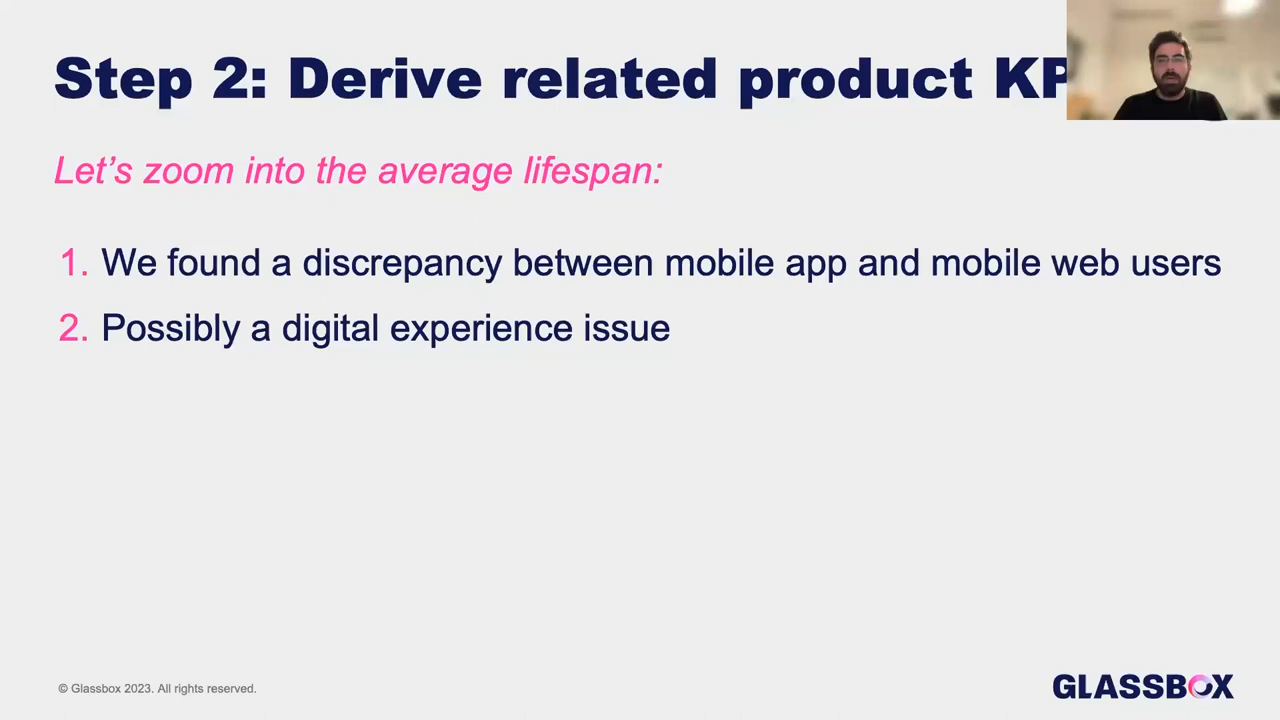 Step 2: Derive related product KP
Let's zoom into the average lifespan:
1. We found a discrepancy between mobile app and mobile web users
2. Possibly a digital experience issue
© Glassbox 2023. All rights reserved.
GLASSBOX